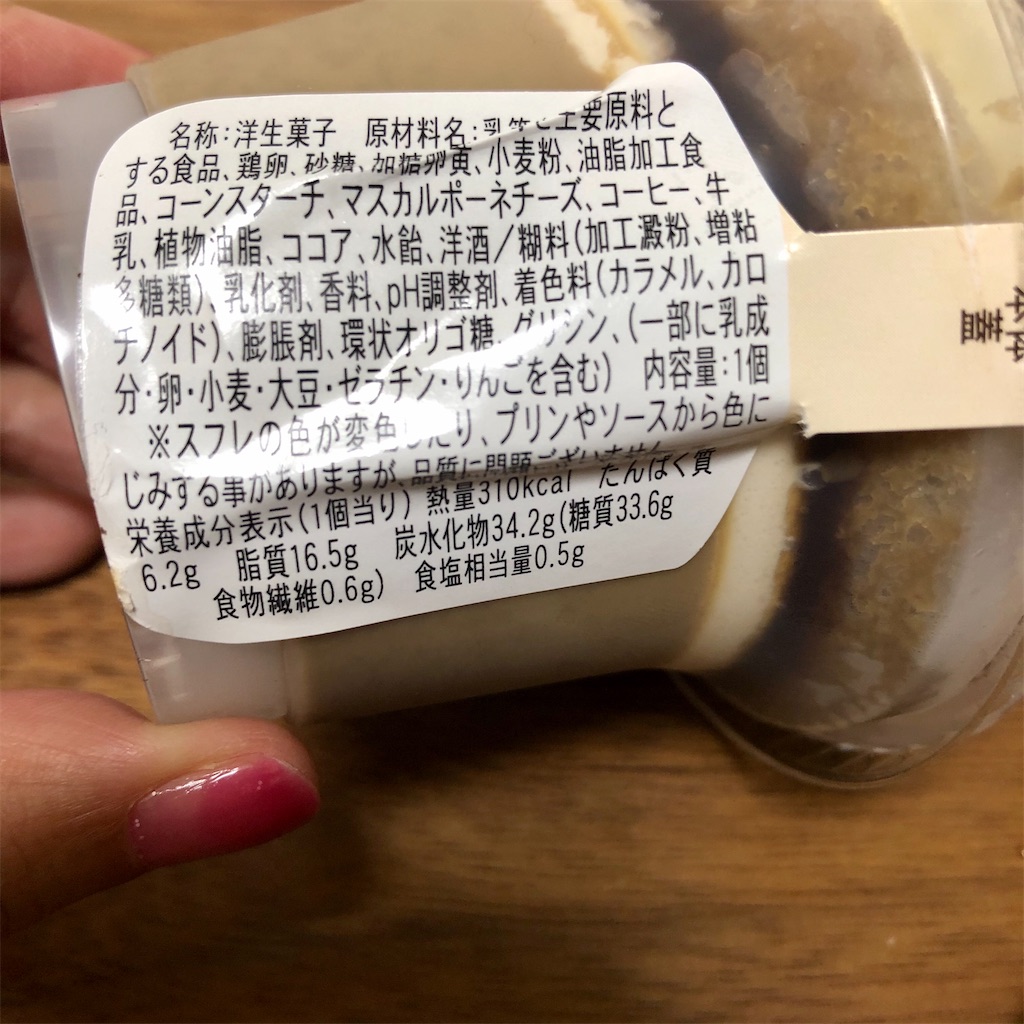 名称:洋生菓子 原材料名:乳等を主要原料と
する食品、鶏卵、砂糖、加糖卵黄、小麦粉、油脂加工食
品、コーンスターチ、マスカルポーネチーズ、コーヒー、牛
乳、植物油脂、ココア、水飴、洋酒/糊料(加工澱粉、増粘
多糖類)、乳化剤、香料、pH調整剤、着色料(カラメル、カロ
チノイド)、膨脹剤、環状オリゴ糖、グリシン、(一部に乳成
分・卵・小麦・大豆・ゼラチン・りんごを含む) 内容量:1個
※スフレの色が変色したり、プリンやソースから色に
じみする事がありますが、品質に問題ございません。
栄養成分表示(1個当り) 熱量310kcal たんぱく質
6.2g 脂質16.5g 炭水化物34.2g(糖質33.6g
食物繊維0.6g) 食塩相当量0.5g
本体
蓋